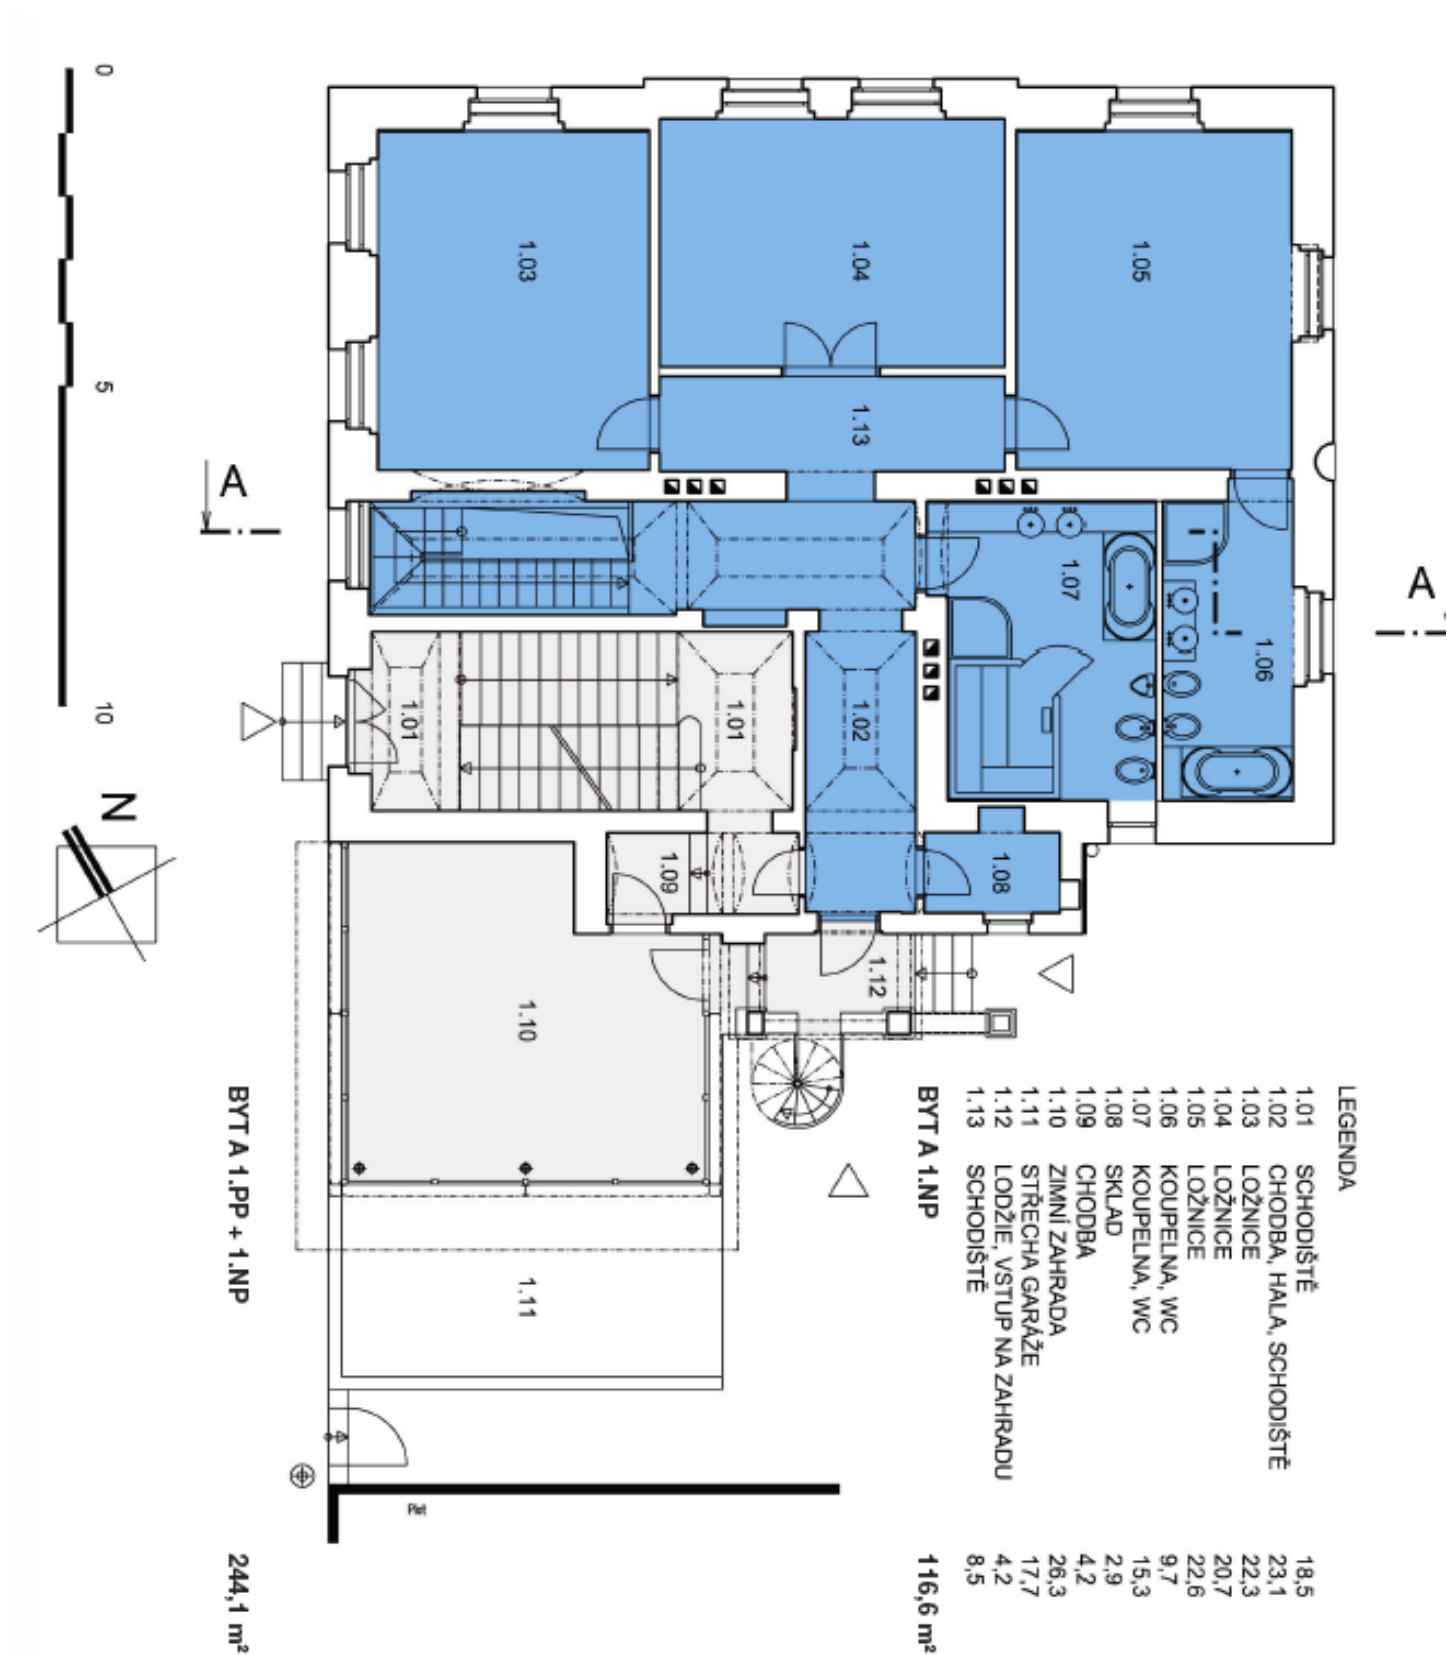 LEGENDA
1.01 SCHODIŠTĚ 18,5
1.02 CHODBA, HALA, SCHODIŠTĚ 23,1
1.03 LOŽNICE 22,3
1.04 LOŽNICE 20,7
1.05 LOŽNICE 22,6
1.06 KOUPELNA, WC 9,7
1.07 KOUPELNA, WC 15,3
1.08 SKLAD 2,9
1.09 CHODBA 4,2
1.10 ZIMNÍ ZAHRADA 26,3
1.11 STŘECHA GARÁŽE 17,7
1.12 LODŽIE, VSTUP NA ZAHRADU 4,2
1.13 SCHODIŠTĚ 8,5
BYT A 1.NP 116,6 m²
BYT A 1.PP + 1.NP 244,1 m²
1.03
1.04
1.05
1.13
1.07
1.06
1.01
1.01
1.02
1.09
1.08
1.10
1.12
1.11
A
A
0
5
10
N